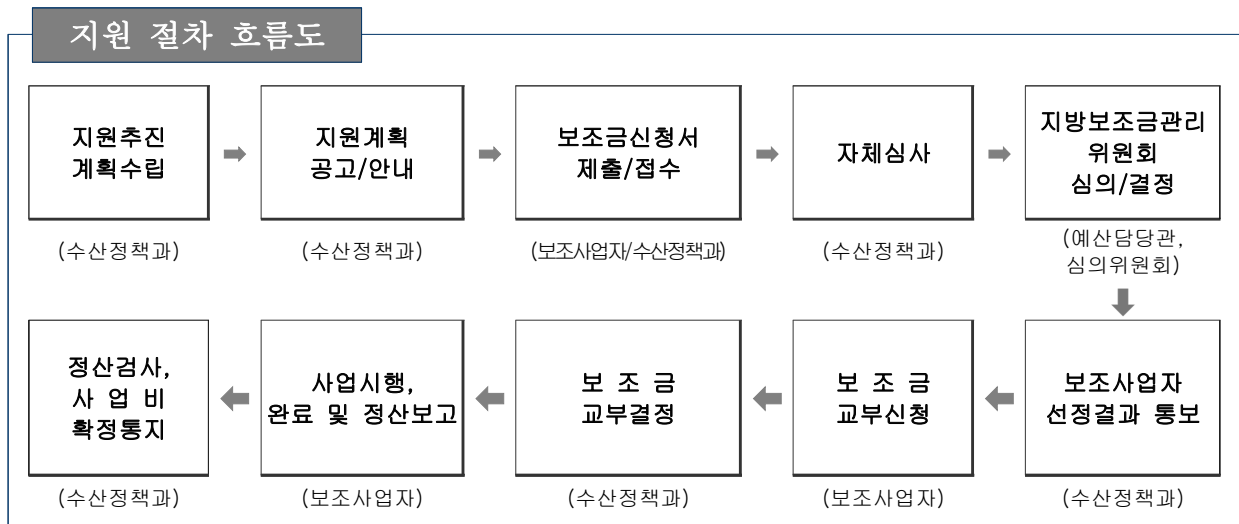 지원 절차 흐름도
지원추진
계획수립
(수산정책과)
지원계획
공고/안내
(수산정책과)
보조금신청서
제출/접수
(보조사업자/수산정책과)
자체심사
(수산정책과)
지방보조금관리
위원회
심의/결정
(예산담당관,
심의위원회)
보조사업자
선정결과 통보
(수산정책과)
보 조 금
교부신청
(보조사업자)
보 조 금
교부결정
(수산정책과)
사업시행,
완료 및 정산보고
(보조사업자)
정산검사,
사 업 비
확정통지
(수산정책과)